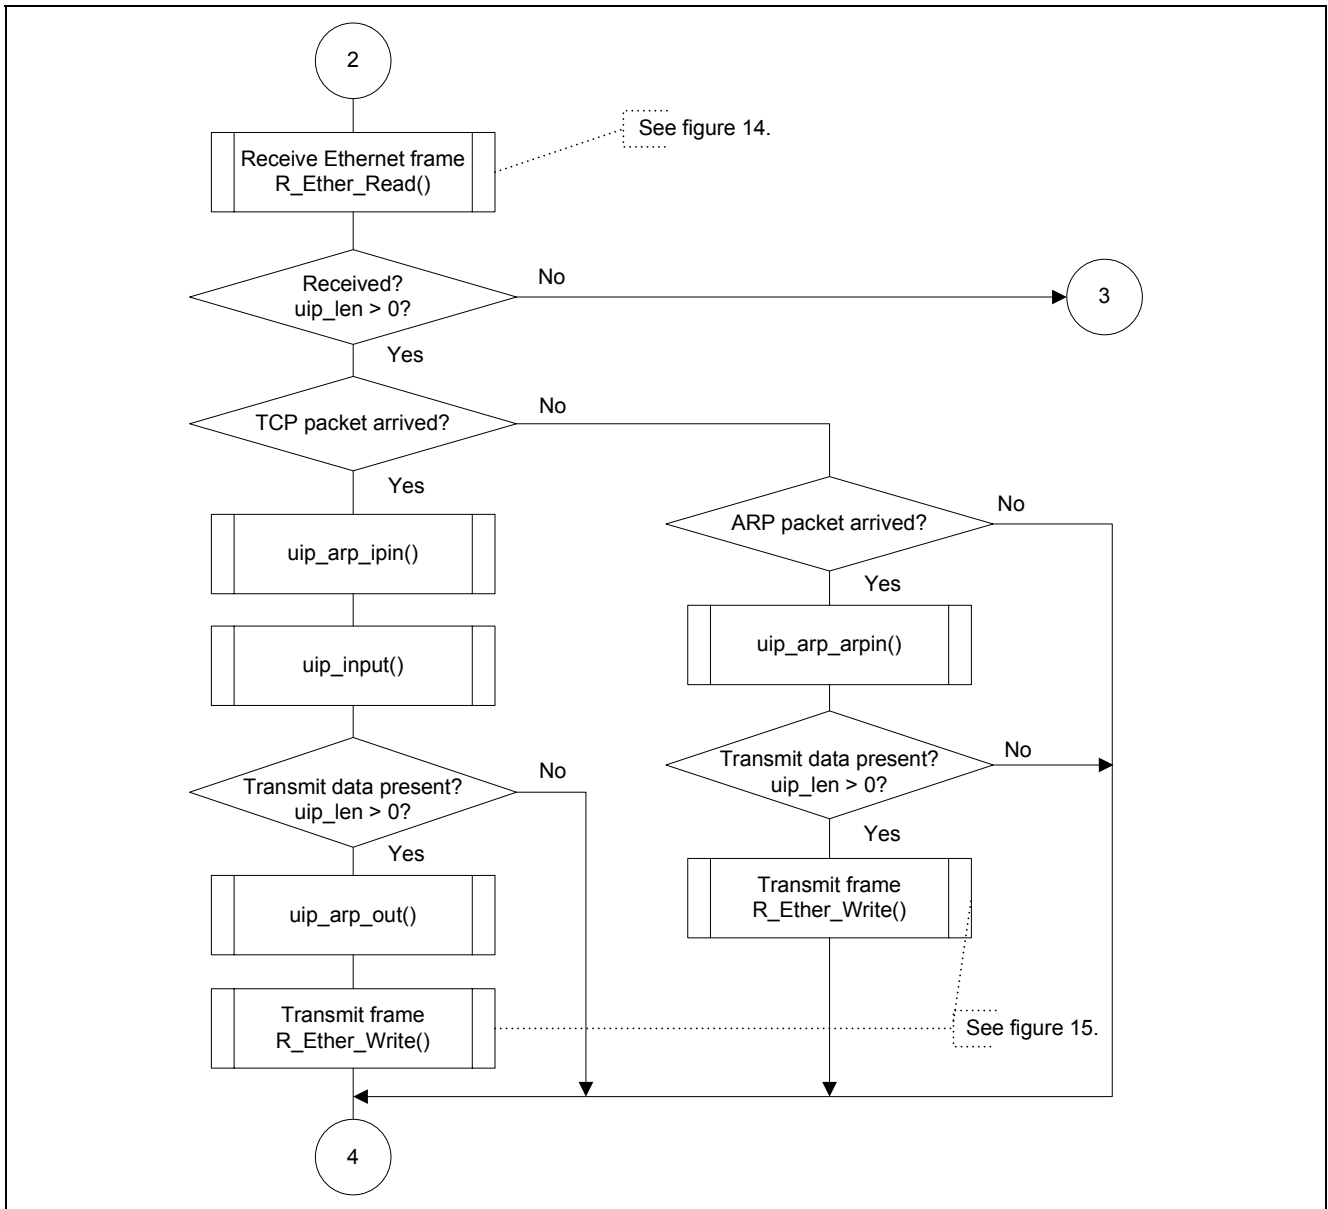 2
See figure 14.
Receive Ethernet frame
R_Ether_Read()
Received?
uip_len > 0?
No
3
Yes
TCP packet arrived?
No
Yes
ARP packet arrived?
No
uip_arp_ipin()
Yes
uip_arp_arpin()
uip_input()
Transmit data present?
uip_len > 0?
No
Transmit data present?
uip_len > 0?
No
Yes
Yes
Transmit frame
R_Ether_Write()
uip_arp_out()
Transmit frame
R_Ether_Write()
See figure 15.
4